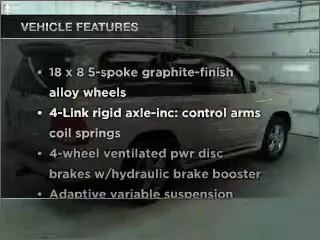 VEHICLE FEATURES
• 18 x 8 5-spoke graphite-finish
alloy wheels
• 4-Link rigid axle-inc: control arms
coil springs
• 4-wheel ventilated pwr disc
brakes w/hydraulic brake booster
• Adaptive variable suspension